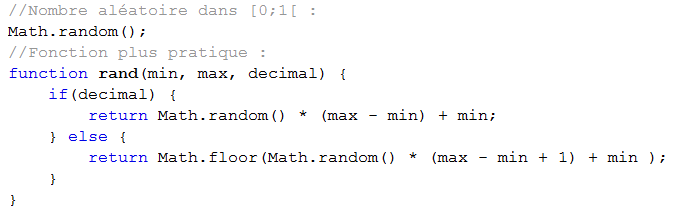 //Nombre aléatoire dans [0;1[ :
Math.random();
//Fonction plus pratique :
function rand(min, max, decimal) {
    if(decimal) {
        return Math.random() * (max - min) + min;
    } else {
        return Math.floor(Math.random() * (max - min + 1) + min );
    }
}